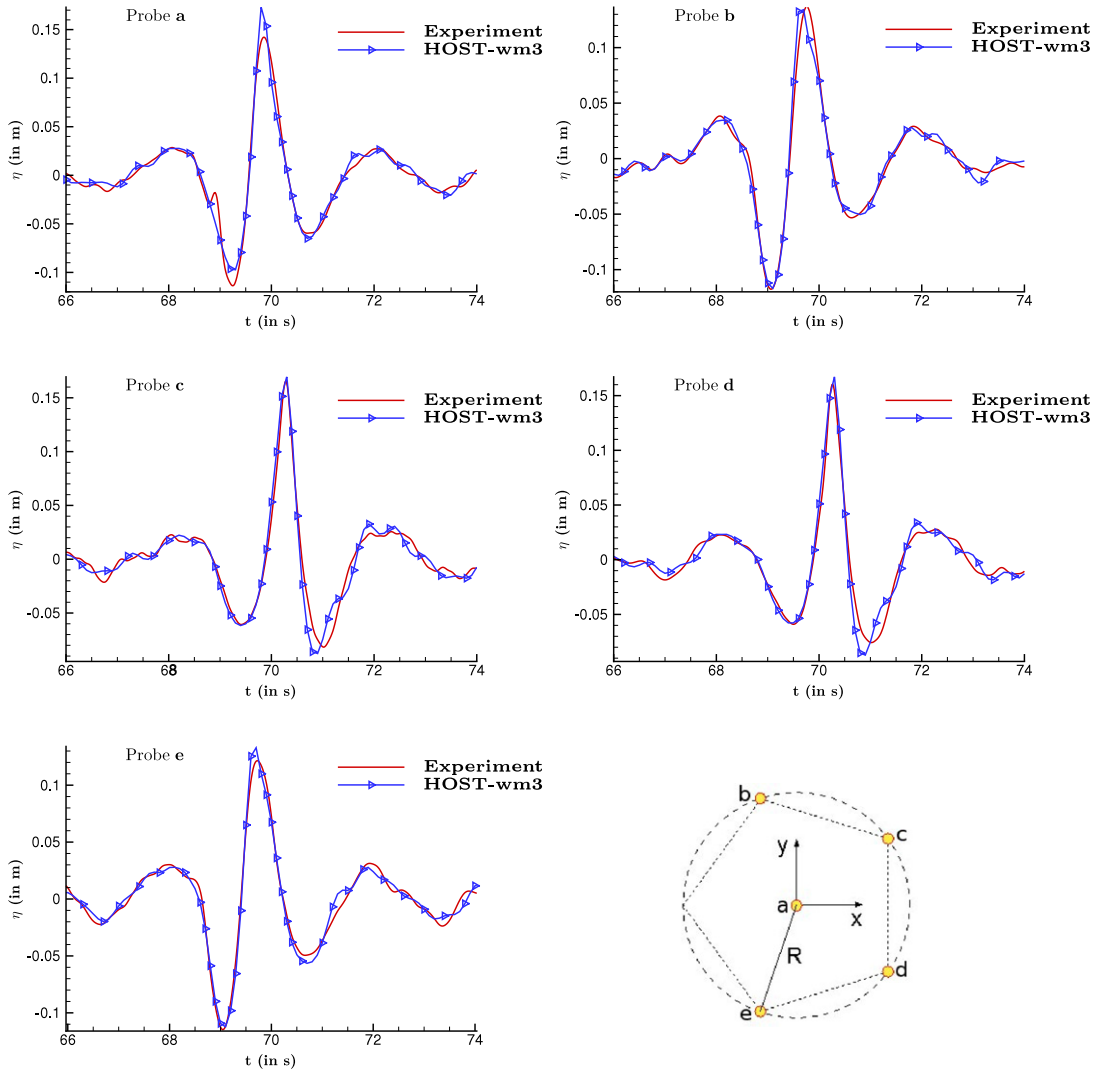 Probe a
Experiment
HOST-wm3
0.15
0.1
0.05
0
-0.05
-0.1
η (in m)
66 68 70 72 74
t (in s)
Probe b
Experiment
HOST-wm3
0.1
0.05
0
-0.05
-0.1
η (in m)
66 68 70 72 74
t (in s)
Probe c
Experiment
HOST-wm3
0.15
0.1
0.05
0
-0.05
η (in m)
66 68 70 72 74
t (in s)
Probe d
Experiment
HOST-wm3
0.15
0.1
0.05
0
-0.05
η (in m)
66 68 70 72 74
t (in s)
Probe e
Experiment
HOST-wm3
0.1
0.05
0
-0.05
-0.1
η (in m)
66 68 70 72 74
t (in s)
b
c
y
a
x
R
d
e